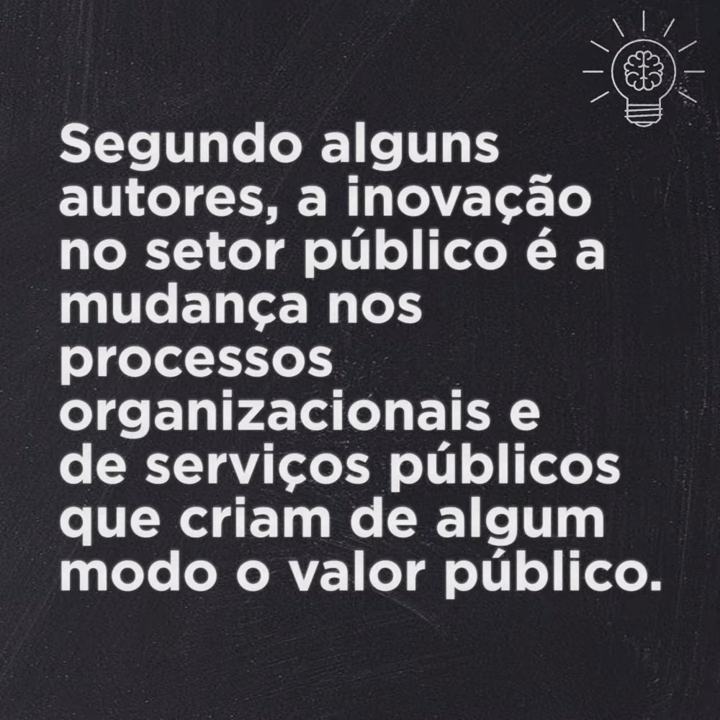 Segundo alguns
autores, a inovação
no setor público é a
mudança nos
processos
organizacionais e
de serviços públicos
que criam de algum
modo o valor público.